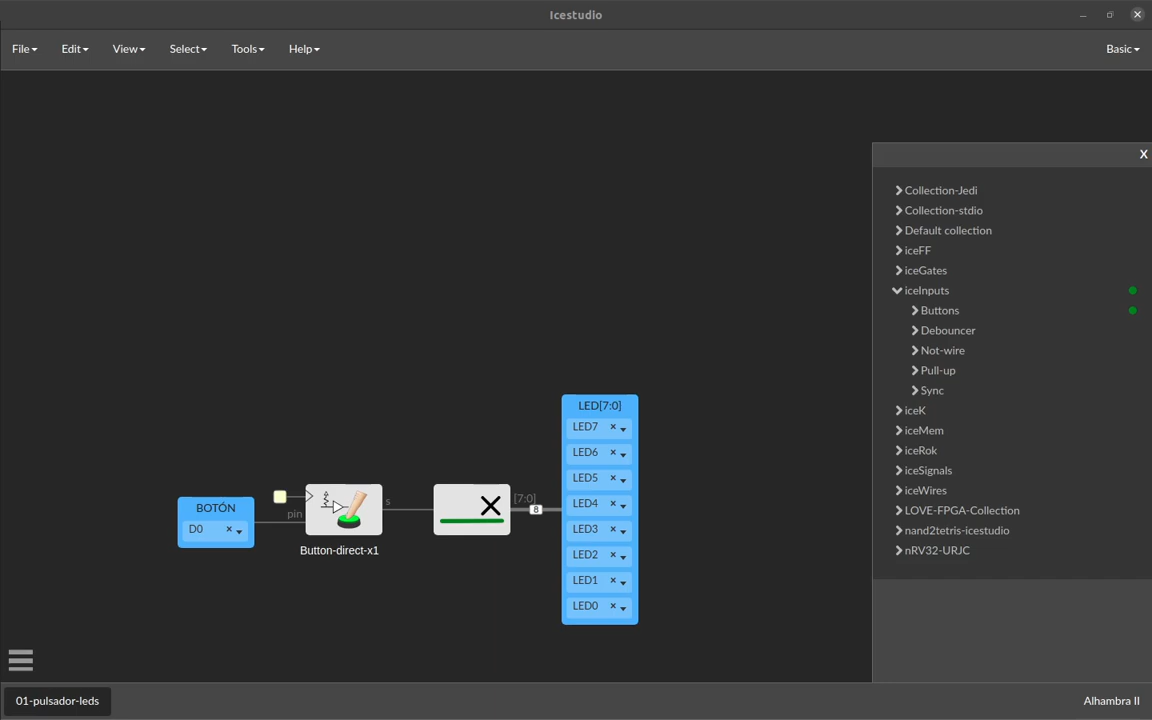 Icestudio
File Edit View Select Tools Help Basic
X
Collection-Jedi
Collection-stdio
Default collection
iceFF
iceGates
iceInputs
Buttons
Debouncer
Not-wire
Pull-up
Sync
iceK
iceMem
iceRok
iceSignals
iceWires
LOVE-FPGA-Collection
nand2tetris-icestudio
nRV32-URJC
BOTÓN
D0 ×
pin
Button-direct-x1
s
[7:0]
8
LED[7:0]
LED7 ×
LED6 ×
LED5 ×
LED4 ×
LED3 ×
LED2 ×
LED1 ×
LED0 ×
01-pulsador-leds
Alhambra II